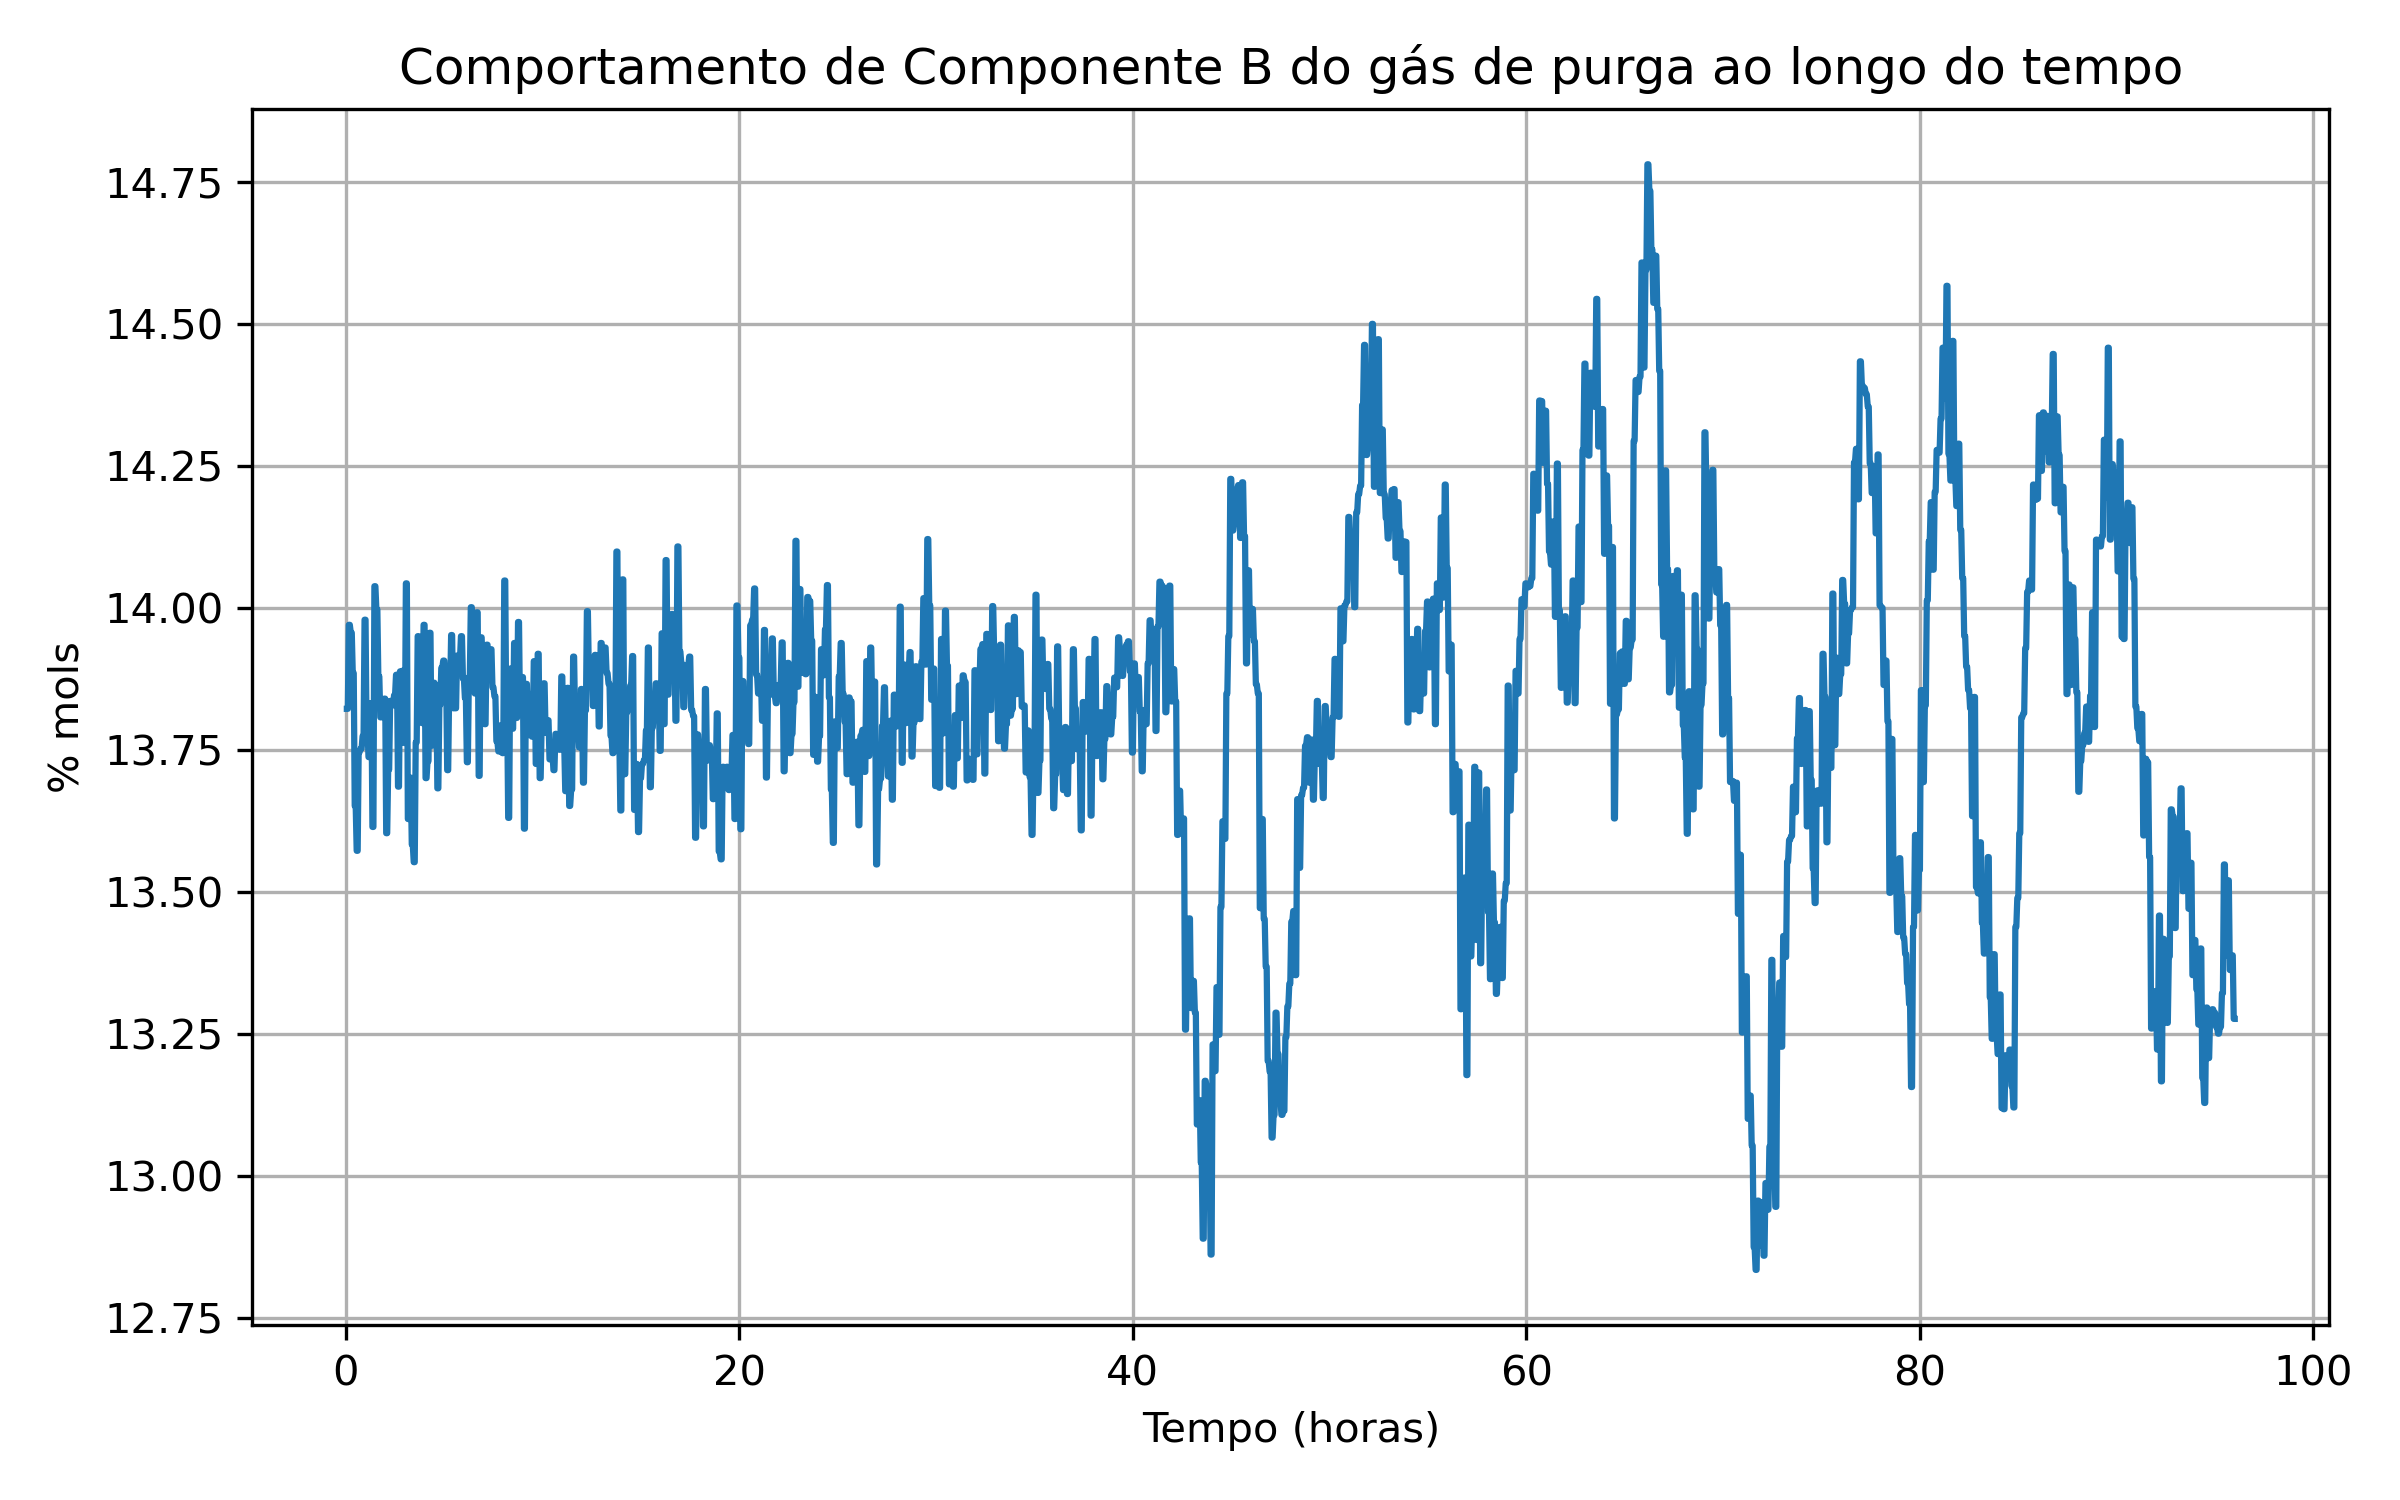 Comportamento de Componente B do gás de purga ao longo do tempo
% mols
14.75
14.50
14.25
14.00
13.75
13.50
13.25
13.00
12.75
0 20 40 60 80 100
Tempo (horas)